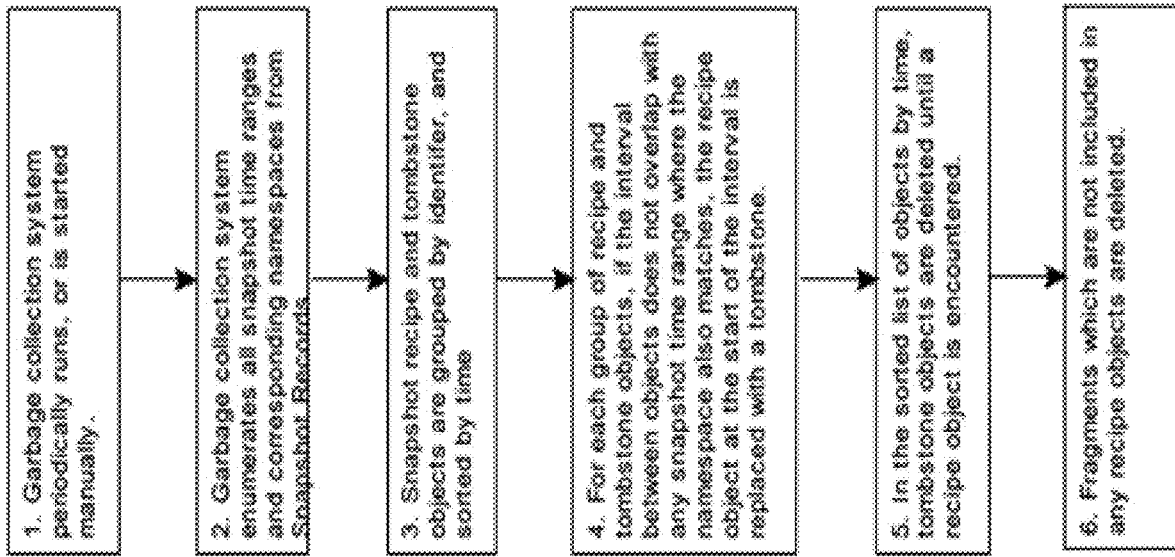 1. Garbage collection system
periodically runs, or is started
manually.
2. Garbage collection system
enumerates all snapshot time ranges
and corresponding namespaces from
Snapshot Records
3. Snapshot recipe and tombstone
objects are grouped by identifer, and
sorted by time
4. For each group of recipe and
tombstone objects, if the interval
between objects does not overlap with
any snapshot time range where the
namespace also matches, the recipe
object at the start of the interval is
replaced with a tombstone.
5. In the sorted list of objects by time,
tombstone objects are deleted until a
recipe object is encountered.
6. Fragments which are not included in
any recipe objects are deleted.